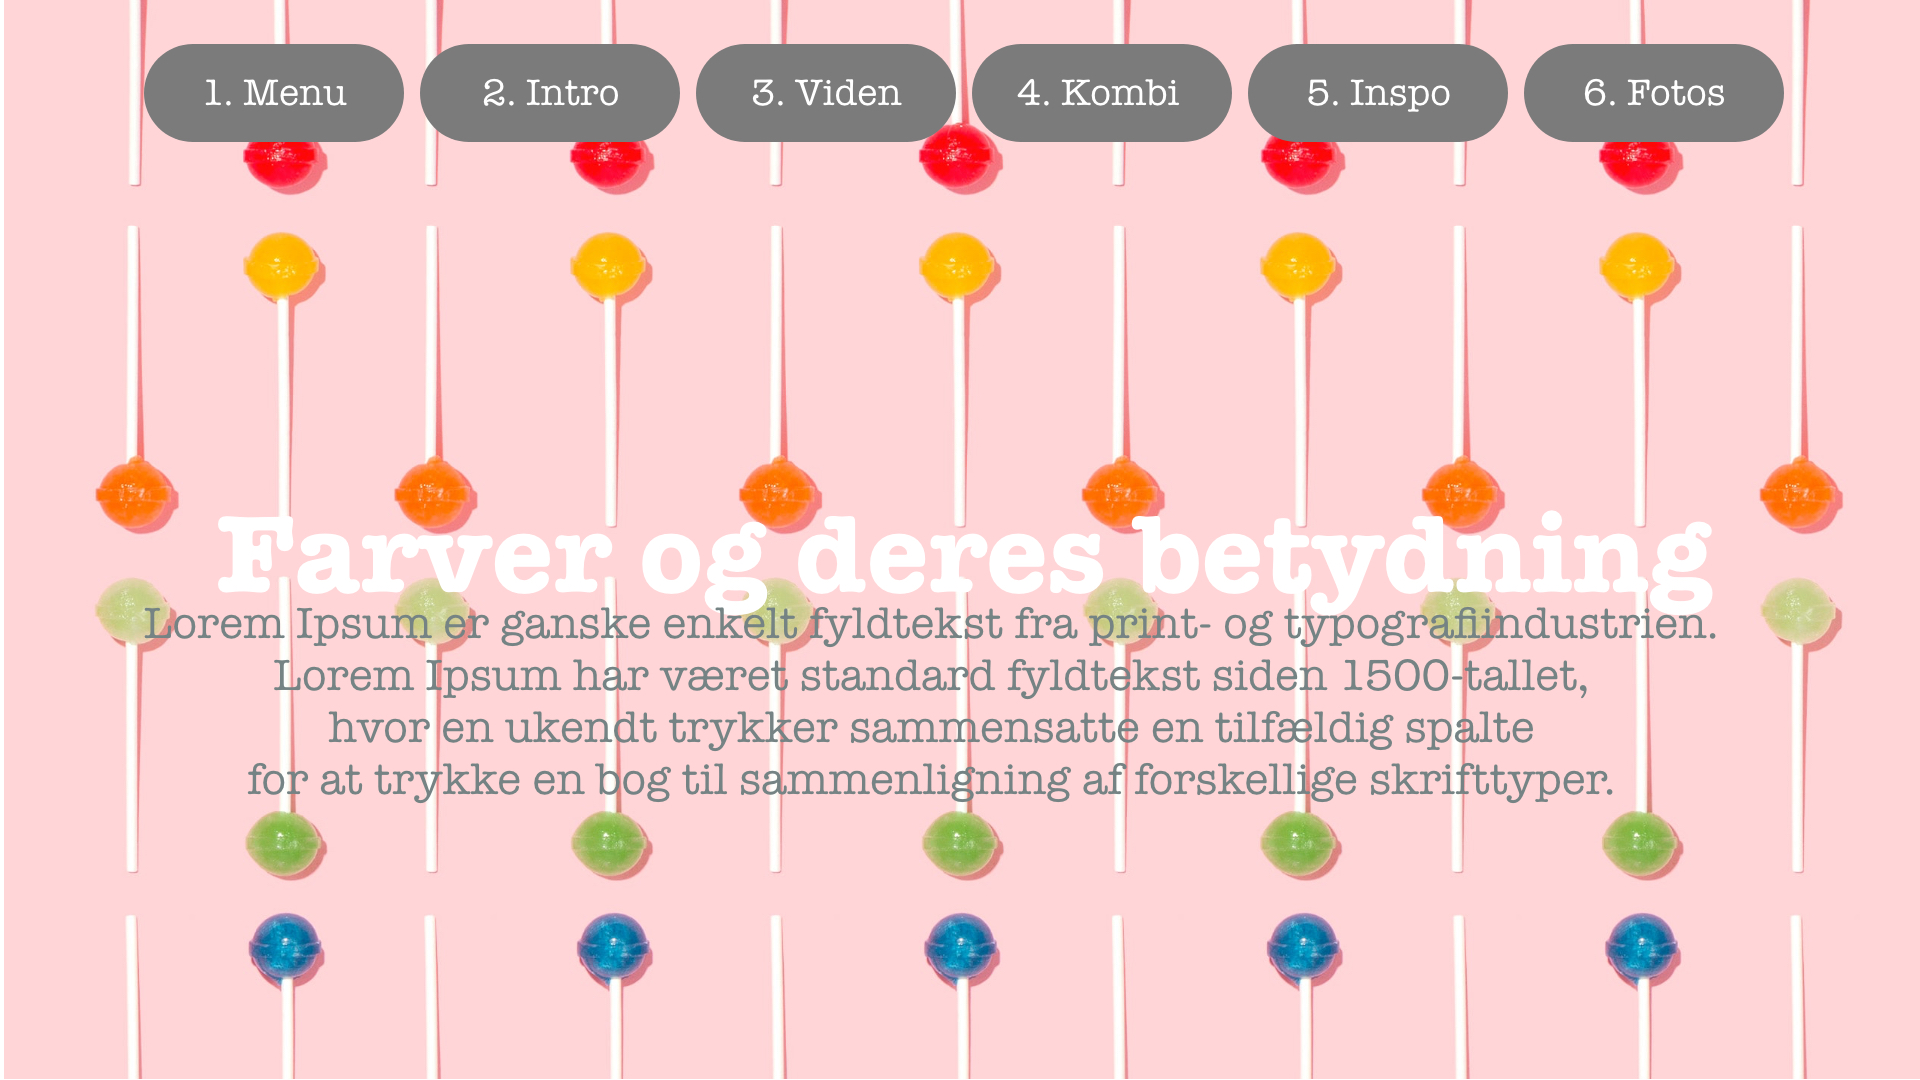 1. Menu
2. Intro
3. Viden
4. Kombi
5. Inspo
6. Fotos
Farver og deres betydning
Lorem Ipsum er ganske enkelt fyldtekst fra print- og typografiindustrien.
Lorem Ipsum har været standard fyldtekst siden 1500-tallet,
hvor en ukendt trykker sammensatte en tilfældig spalte
for at trykke en bog til sammenligning af forskellige skrifttyper.